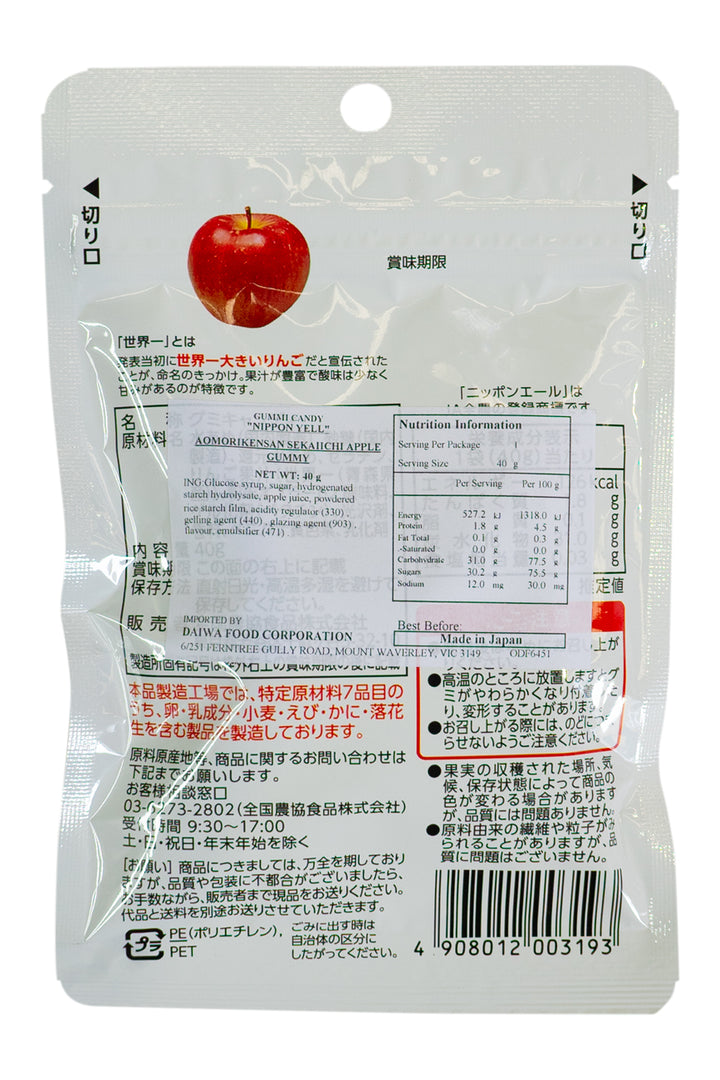 切り口
切り口
賞味期限
「世界一」とは
発表当初に世界一大きいりんごだと宣伝された
ことが、命名のきっかけ。果汁が豊富で酸味は少なく
甘みがあるのが特徴です。
「ニッポンエール」は
名
原材料
GUMMI CANDY
"NIPPON YELL"
AOMORIKENSAN SEKAIICHI APPLE
GUMMY
NET WT: 40 g
ING:Glucose syrup, sugar, hydrogenated
starch hydrolysate, apple juice, powdered
rice starch film, acidity regulator (330) ,
gelling agent (440) , glazing agent (903) ,
flavour, emulsifier (471) .
IMPORTED BY
DAIWA FOOD CORPORATION
6/251 FERNTREE GULLY ROAD, MOUNT WAVERLEY, VIC 3149 ODF6451
Nutrition Information
Serving Per Package 1
Serving Size 40 g
Per Serving Per 100 g
Energy 527.2 kJ 1318.0 kJ
Protein 1.8 g 4.5 g
Fat Total 0.1 g 0.3 g
-Saturated 0.0 g 0.0 g
Carbohydrate 31.0 g 77.5 g
Sugars 30.2 g 75.5 g
Sodium 12.0 mg 30.0 mg
Best Before:
Made in Japan
kcal
g
g
g
g
推定値
内容量 40g
賞味期限 この面の右上に記載
保存方法 直射日光・高温多湿を避けて
保存してください。
販売
本品製造工場では、特定原材料7品目の
うち、卵・乳成分・小麦・えび・かに・落花
生を含む製品を製造しております。
原料原産地等、商品に関するお問い合わせは
下記までお願いします。
お客様相談窓口
03-6273-2802(全国農協食品株式会社)
受付時間 9:30〜17:00
土・日・祝日・年末年始を除く
[お願い] 商品につきましては、万全を期しており
ますが、品質や包装に不都合がございましたら、
お手数ながら、販売者まで現品をお送りください。
代品と送料を別途お送りさせていただきます。
●高温のところに放置しますとグ
ミがやわらかくなり付着した
り、変形することがあります。
●お召し上がる際には、のどにつま
らせないようご注意ください。
●果実の収穫された場所、気
候、保存状態によって商品の
色が変わる場合があります
が、品質には問題ありません。
●原料由来の繊維や粒子がみ
られることがありますが、品
質に問題はございません。
プラ
PE(ポリエチレン),
PET
ごみに出す時は
自治体の区分に
したがってください。
4 908012 003193